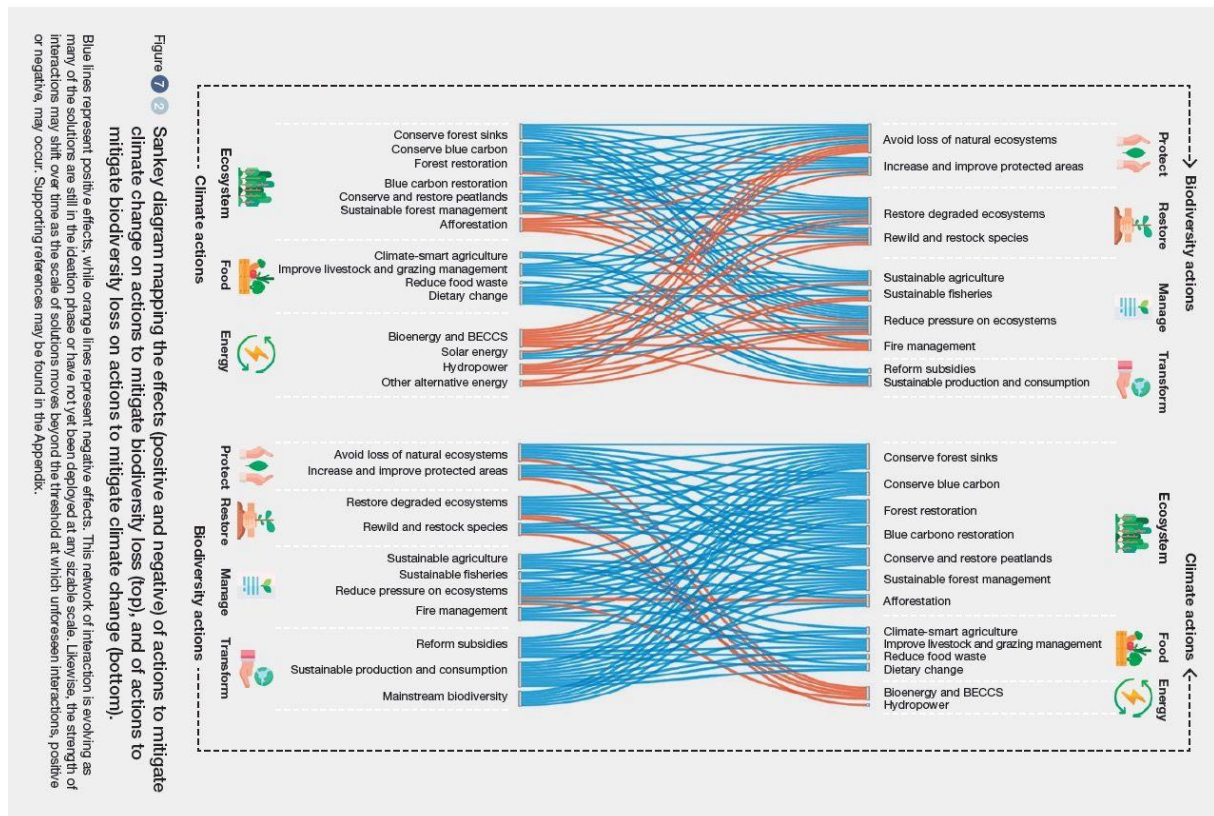 Biodiversity actions
Protect
Restore
Manage
Transform
Avoid loss of natural ecosystems
Increase and improve protected areas
Restore degraded ecosystems
Rewild and restock species
Sustainable agriculture
Sustainable fisheries
Reduce pressure on ecosystems
Fire management
Reform subsidies
Sustainable production and consumption
Conserve forest sinks
Conserve blue carbon
Forest restoration
Blue carbon restoration
Conserve and restore peatlands
Sustainable forest management
Afforestation
Climate-smart agriculture
Improve livestock and grazing management
Reduce food waste
Dietary change
Bioenergy and BECCS
Solar energy
Hydropower
Other alternative energy
Ecosystem
Food
Energy
Climate actions
Climate actions
Ecosystem
Food
Energy
Conserve forest sinks
Conserve blue carbon
Forest restoration
Blue carbono restoration
Conserve and restore peatlands
Sustainable forest management
Afforestation
Climate-smart agriculture
Improve livestock and grazing management
Reduce food waste
Dietary change
Bioenergy and BECCS
Hydropower
Avoid loss of natural ecosystems
Increase and improve protected areas
Restore degraded ecosystems
Rewild and restock species
Sustainable agriculture
Sustainable fisheries
Reduce pressure on ecosystems
Fire management
Reform subsidies
Sustainable production and consumption
Mainstream biodiversity
Protect
Restore
Manage
Transform
Biodiversity actions
Figure 7 2 Sankey diagram mapping the effects (positive and negative) of actions to mitigate
climate change on actions to mitigate biodiversity loss (top), and of actions to
mitigate biodiversity loss on actions to mitigate climate change (bottom).
Blue lines represent positive effects, while orange lines represent negative effects. This network of interaction is evolving as
many of the solutions are still in the ideation phase or have not yet been deployed at any sizable scale. Likewise, the strength of
interactions may shift over time as the scale of solutions moves beyond the threshold at which unforeseen interactions, positive
or negative, may occur. Supporting references may be found in the Appendix.